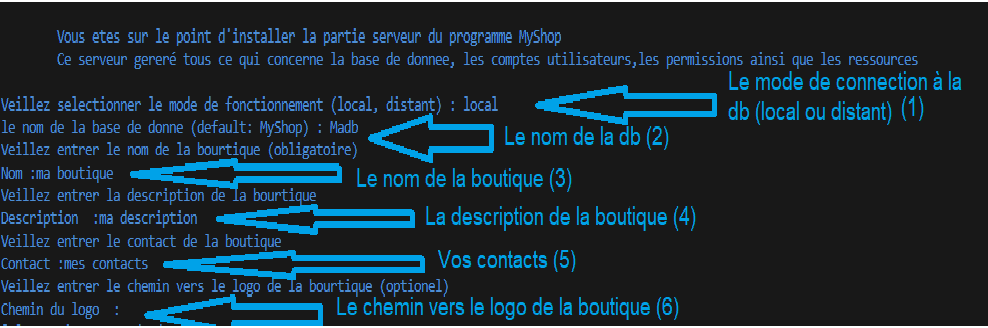 Vous etes sur le point d'installer la partie serveur du programme MyShop
Ce serveur gereré tous ce qui concerne la base de donnee, les comptes utilisateurs,les permissions ainsi que les ressources
Veillez selectionner le mode de fonctionnement (local, distant) : local
Le mode de connection à la
db (local ou distant) (1)
le nom de la base de donne (default: MyShop) : Madb
Le nom de la db (2)
Veillez entrer le nom de la bourtique (obligatoire)
Nom :ma boutique
Le nom de la boutique (3)
Veillez entrer la description de la bourtique
Description :ma description
La description de la boutique (4)
Veillez entrer le contact de la boutique
Contact :mes contacts
Vos contacts (5)
Veillez entrer le chemin vers le logo de la bourtique (optionel)
Chemin du logo :
Le chemin vers le logo de la boutique (6)